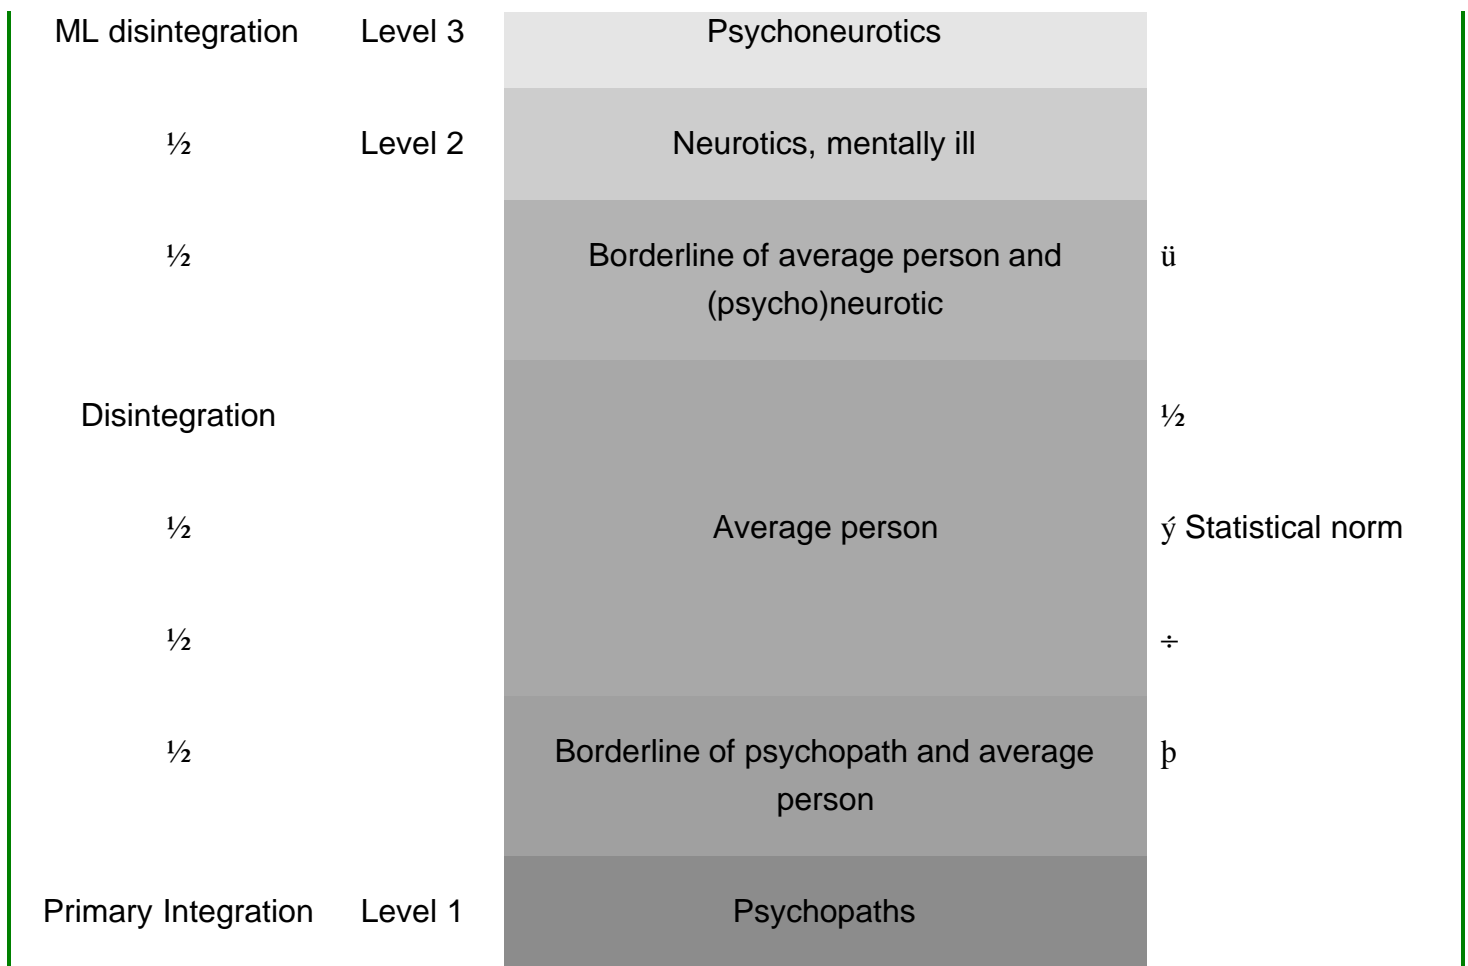 ML disintegration Level 3 Psychoneurotics
½ Level 2 Neurotics, mentally ill
½ Borderline of average person and ü
(psycho)neurotic
Disintegration ½
½ Average person ý Statistical norm
½ ÷
½ Borderline of psychopath and average þ
person
Primary Integration Level 1 Psychopaths